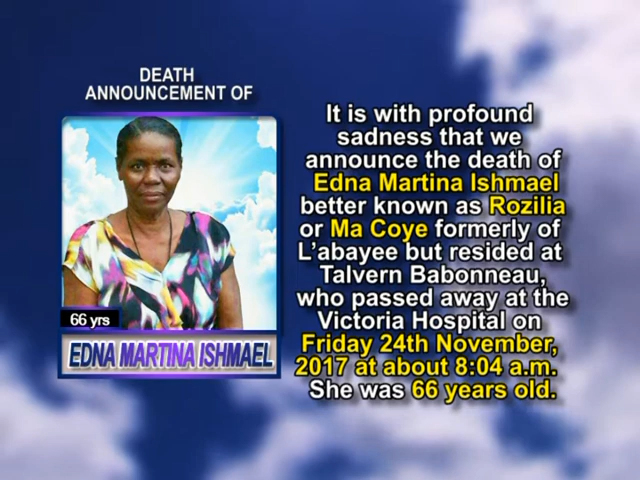 DEATH
ANNOUNCEMENT OF
66 yrs
EDNA MARTINA ISHMAEL
It is with profound
sadness that we
announce the death of
Edna Martina Ishmael
better known as Rozilia
or Ma Coye formerly of
L'abayee but resided at
Talvern Babonneau,
who passed away at the
Victoria Hospital on
Friday 24th November,
2017 at about 8:04 a.m.
She was 66 years old.